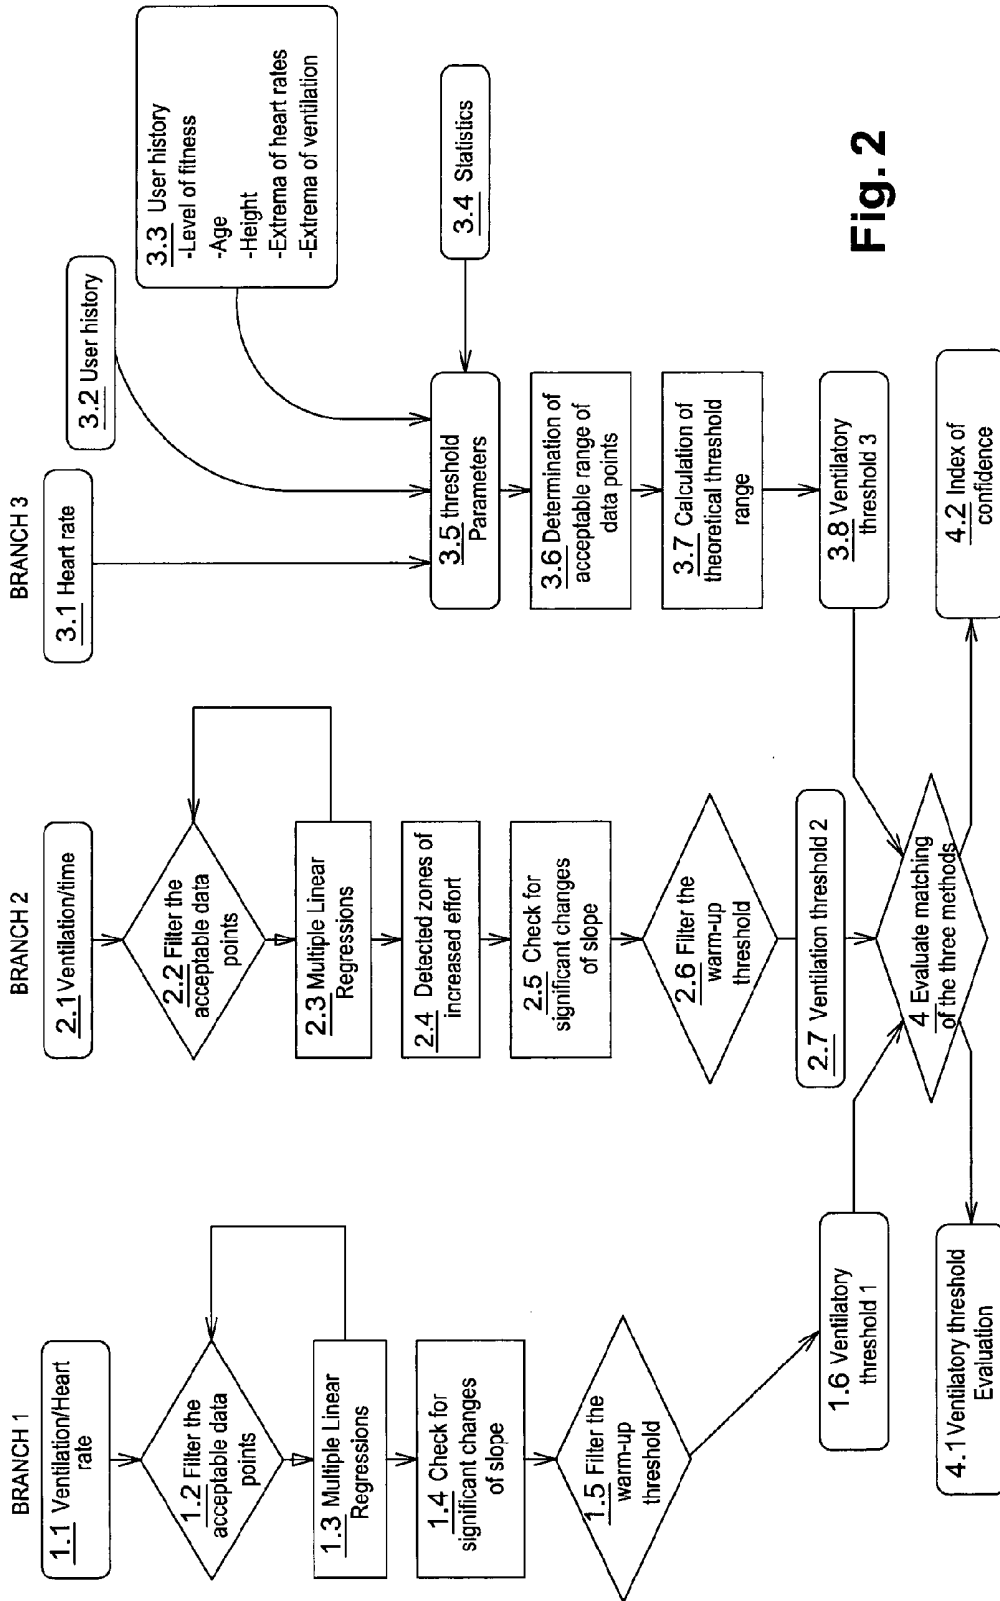 BRANCH 1
1.1 Ventilation/Heart
rate
1.2 Filter the
acceptable data
points
1.3 Multiple Linear
Regressions
1.4 Check for
significant changes
of slope
1.5 Filter the
warm-up
threshold
1.6 Ventilatory
threshold 1
BRANCH 2
2.1 Ventilation/time
2.2 Filter the
acceptable data
points
2.3 Multiple Linear
Regressions
2.4 Detected zones of
increased effort
2.5 Check for
significant changes
of slope
2.6 Filter the
warm-up
threshold
2.7 Ventilation threshold 2
BRANCH 3
3.1 Heart rate
3.2 User history
3.3 User history
-Level of fitness
-Age
-Height
-Extrema of heart rates
-Extrema of ventilation
3.4 Statistics
3.5 threshold
Parameters
3.6 Determination of
acceptable range of
data points
3.7 Calculation of
theoretical threshold
range
3.8 Ventilatory
threshold 3
4 Evaluate matching
of the three methods
4.1 Ventilatory threshold
Evaluation
4.2 Index of
confidence
Fig. 2